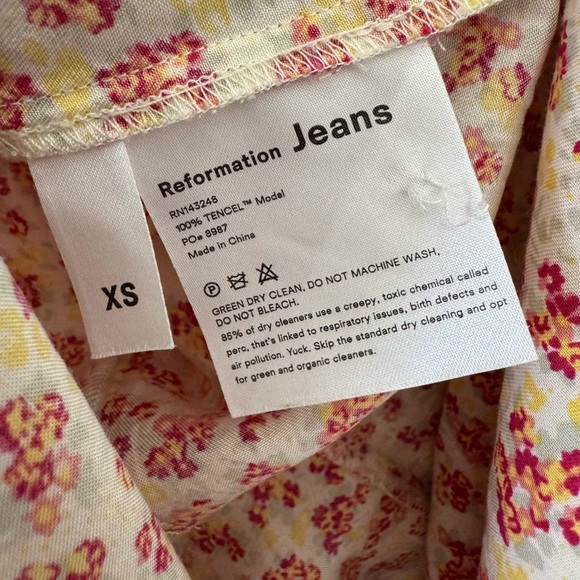 Reformation Jeans
RN143248
100% TENCEL™ Modal
PO# 8987
Made in China
P
GREEN DRY CLEAN. DO NOT MACHINE WASH.
DO NOT BLEACH.
85% of dry cleaners use a creepy, toxic chemical called
perc, that's linked to respiratory issues, birth defects and
air pollution. Yuck. Skip the standard dry cleaning and opt
for green and organic cleaners.
XS